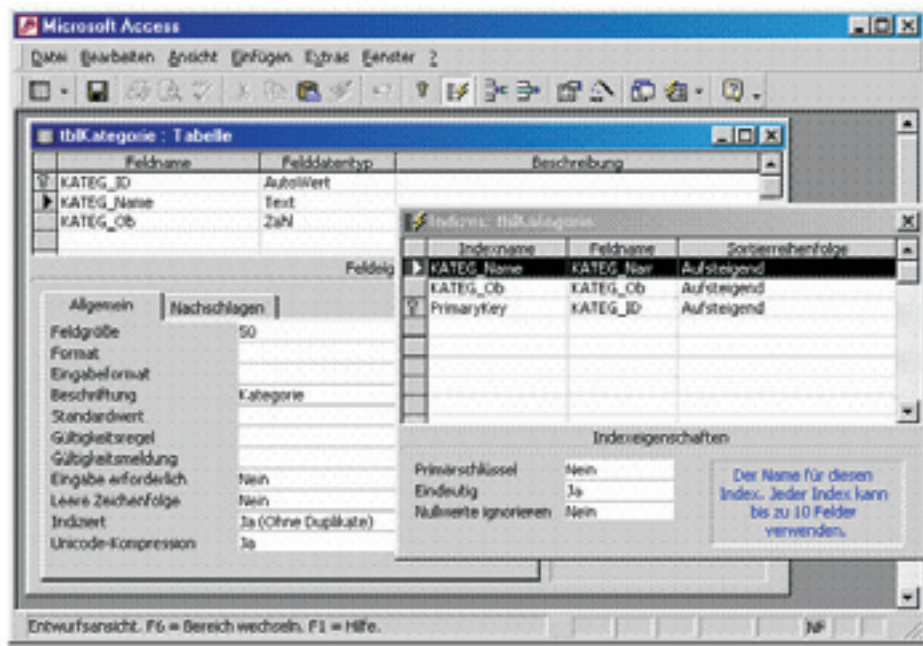 Microsoft Access
Datei Bearbeiten Ansicht Einfügen Extras Fenster ?
tblKategorie : Tabelle
Feldname Felddatentyp Beschreibung
KATEG_ID AutoWert
KATEG_Name Text
KATEG_Ob Zahl
Feldeig
Allgemein Nachschlagen
Feldgröße 50
Format
Eingabeformat
Beschriftung Kategorie
Standardwert
Gültigkeitsregel
Gültigkeitsmeldung
Eingabe erforderlich Nein
Leere Zeichenfolge Nein
Indiziert Ja (Ohne Duplikate)
Unicode-Kompression Ja
Indizes: tblKategorie
Indexname Feldname Sortierreihenfolge
KATEG_Name KATEG_Nam Aufsteigend
KATEG_Ob KATEG_Ob Aufsteigend
PrimaryKey KATEG_ID Aufsteigend
Indexeigenschaften
Primärschlüssel Nein
Eindeutig Ja
Nullwerte ignorieren Nein
Der Name für diesen
Index. Jeder Index kann
bis zu 10 Felder
verwenden.
Entwurfsansicht. F6 = Bereich wechseln. F1 = Hilfe.
NF